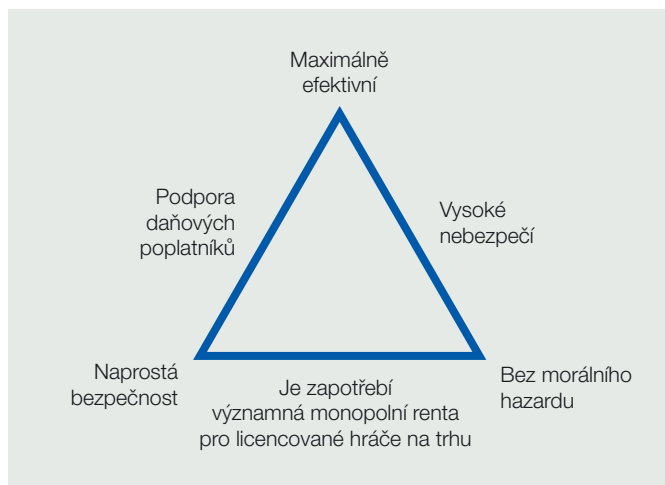 Maximálně
efektivní
Podpora
daňových
poplatníků
Vysoké
nebezpečí
Naprostá
bezpečnost
Je zapotřebí
významná monopolní renta
pro licencované hráče na trhu
Bez morálního
hazardu